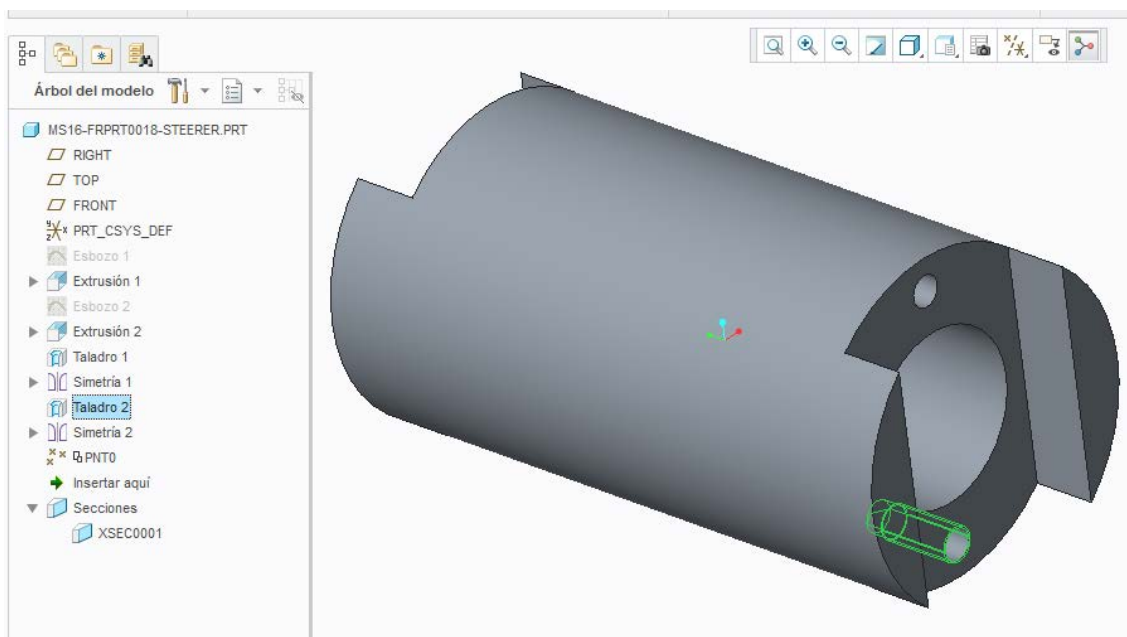 Árbol del modelo
MS16-FRPRT0018-STEERER.PRT
RIGHT
TOP
FRONT
PRT_CSYS_DEF
Esbozo 1
Extrusión 1
Esbozo 2
Extrusión 2
Taladro 1
Simetría 1
Taladro 2
Simetría 2
PNT0
Insertar aquí
Secciones
XSEC0001